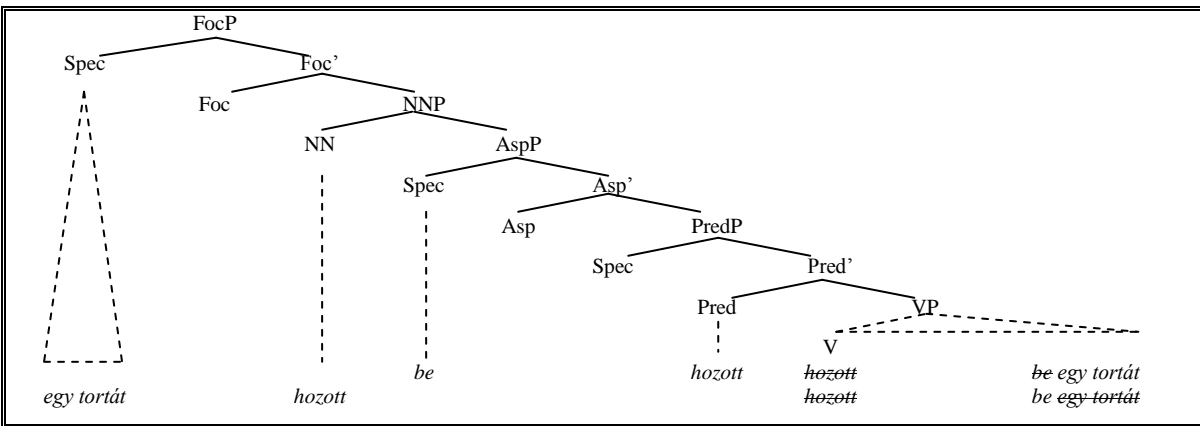 FocP
Spec Foc’
Foc NNP
NN AspP
Spec Asp’
Asp PredP
Spec Pred’
Pred VP
V
be hozott hozott be egy tortát
egy tortát hozott hozott be egy tortát